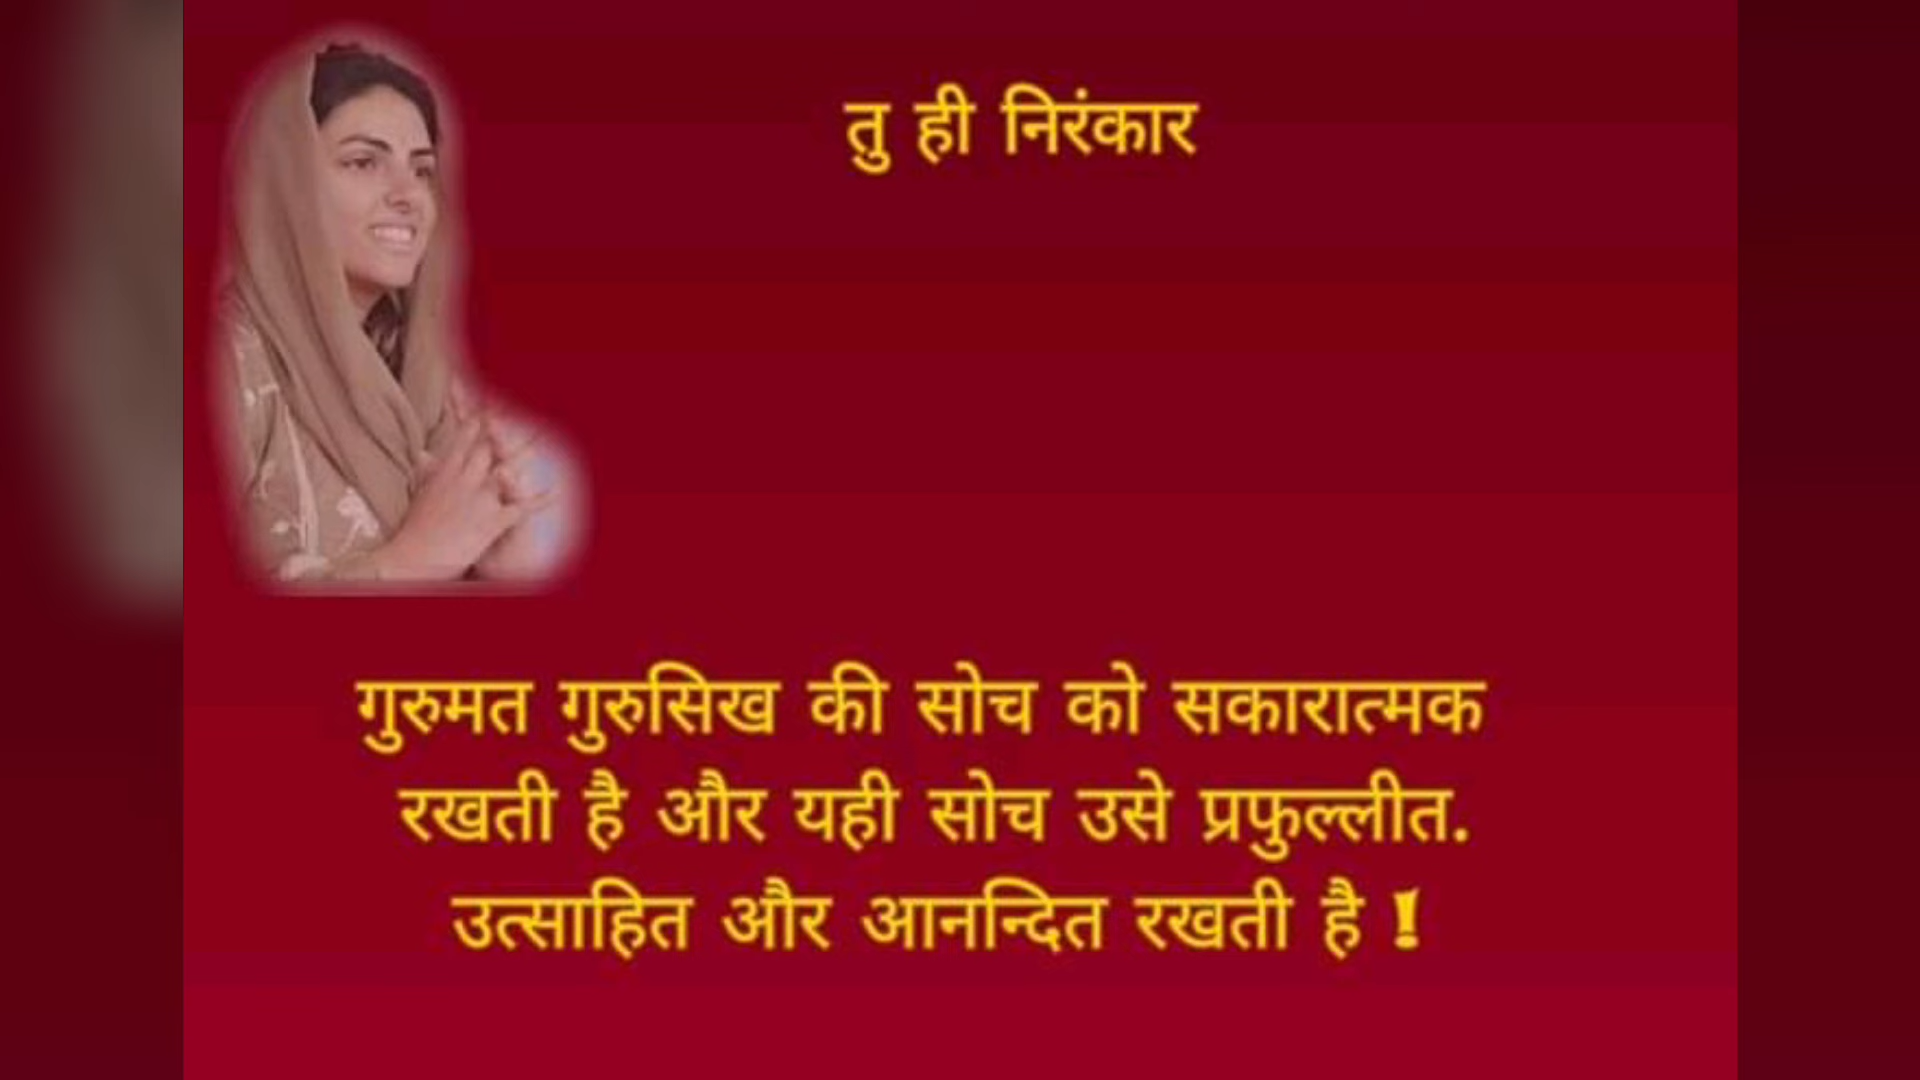 तु ही निरंकार
गुरुमत गुरुसिख की सोच को सकारात्मक
रखती है और यही सोच उसे प्रफुल्लीत.
उत्साहित और आनन्दित रखती है !